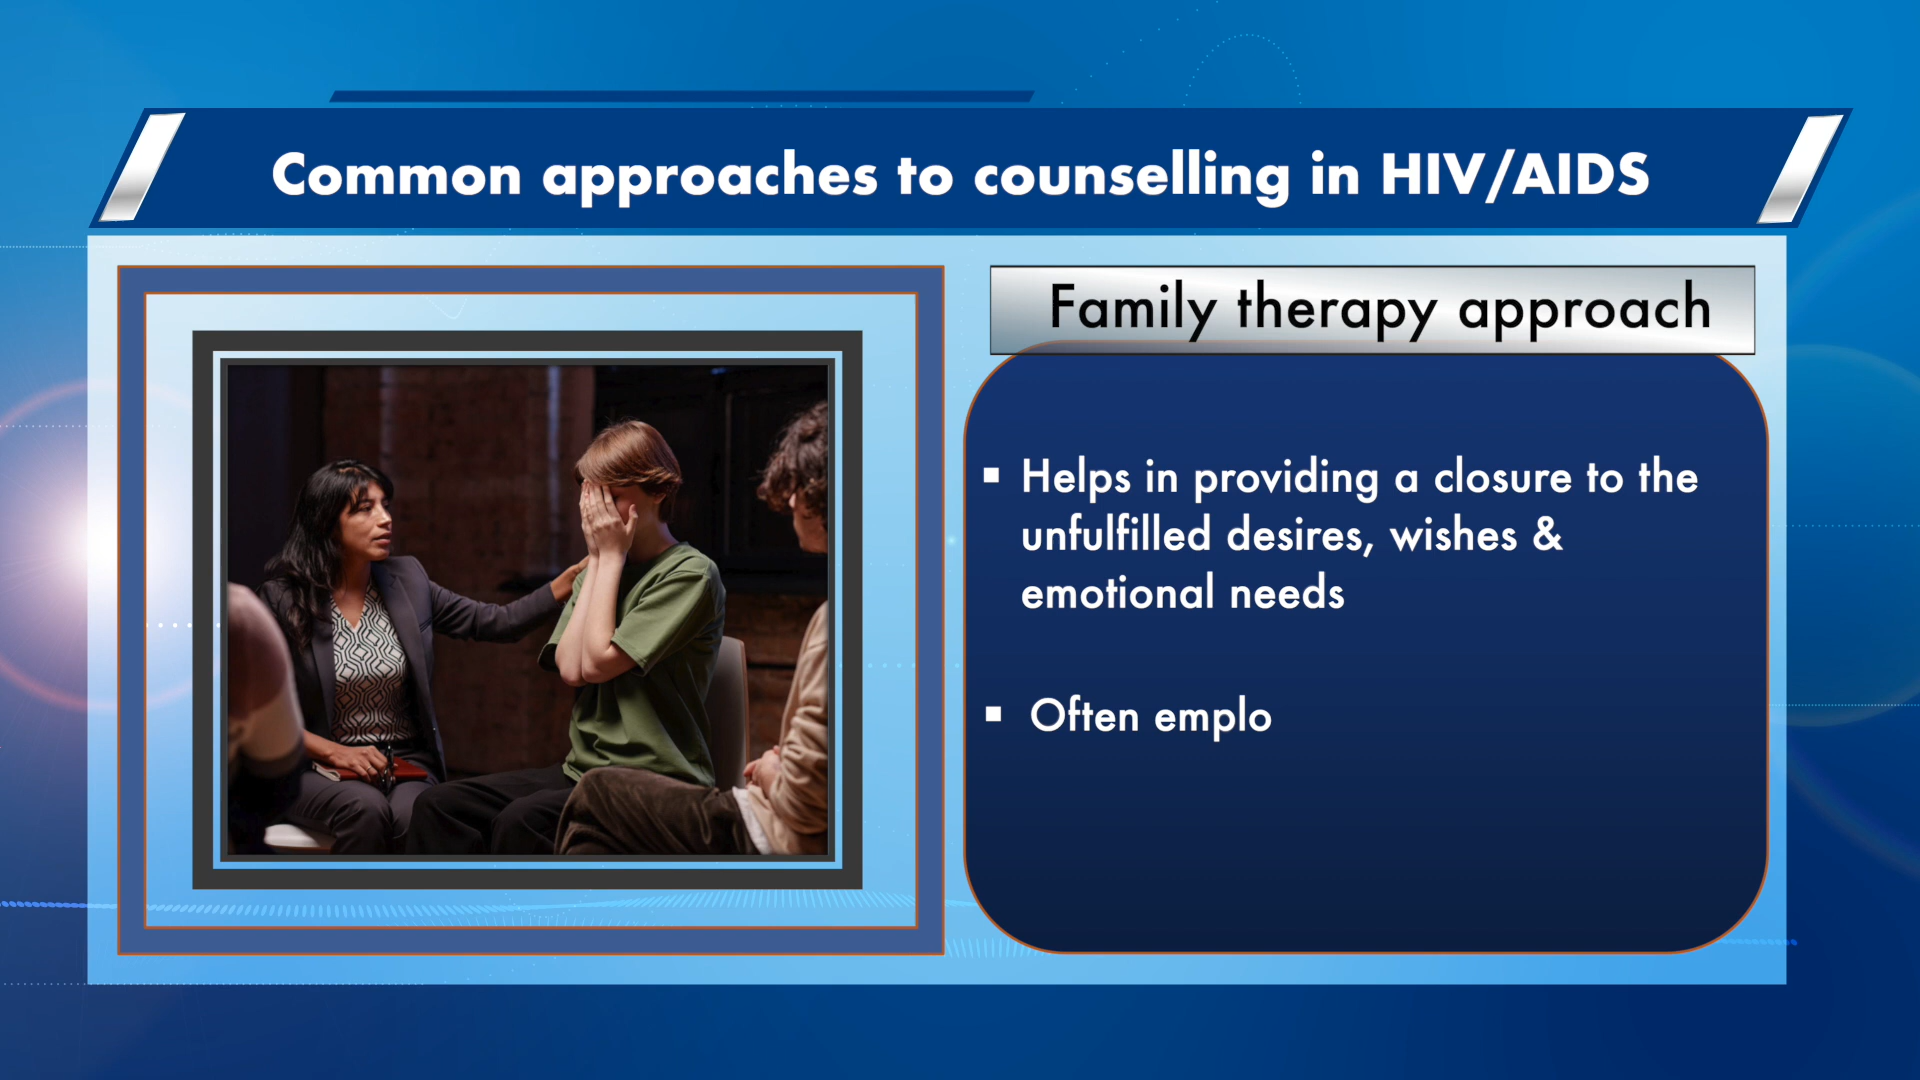 Common approaches to counselling in HIV/AIDS
Family therapy approach
▪ Helps in providing a closure to the
unfulfilled desires, wishes &
emotional needs
▪ Often emplo